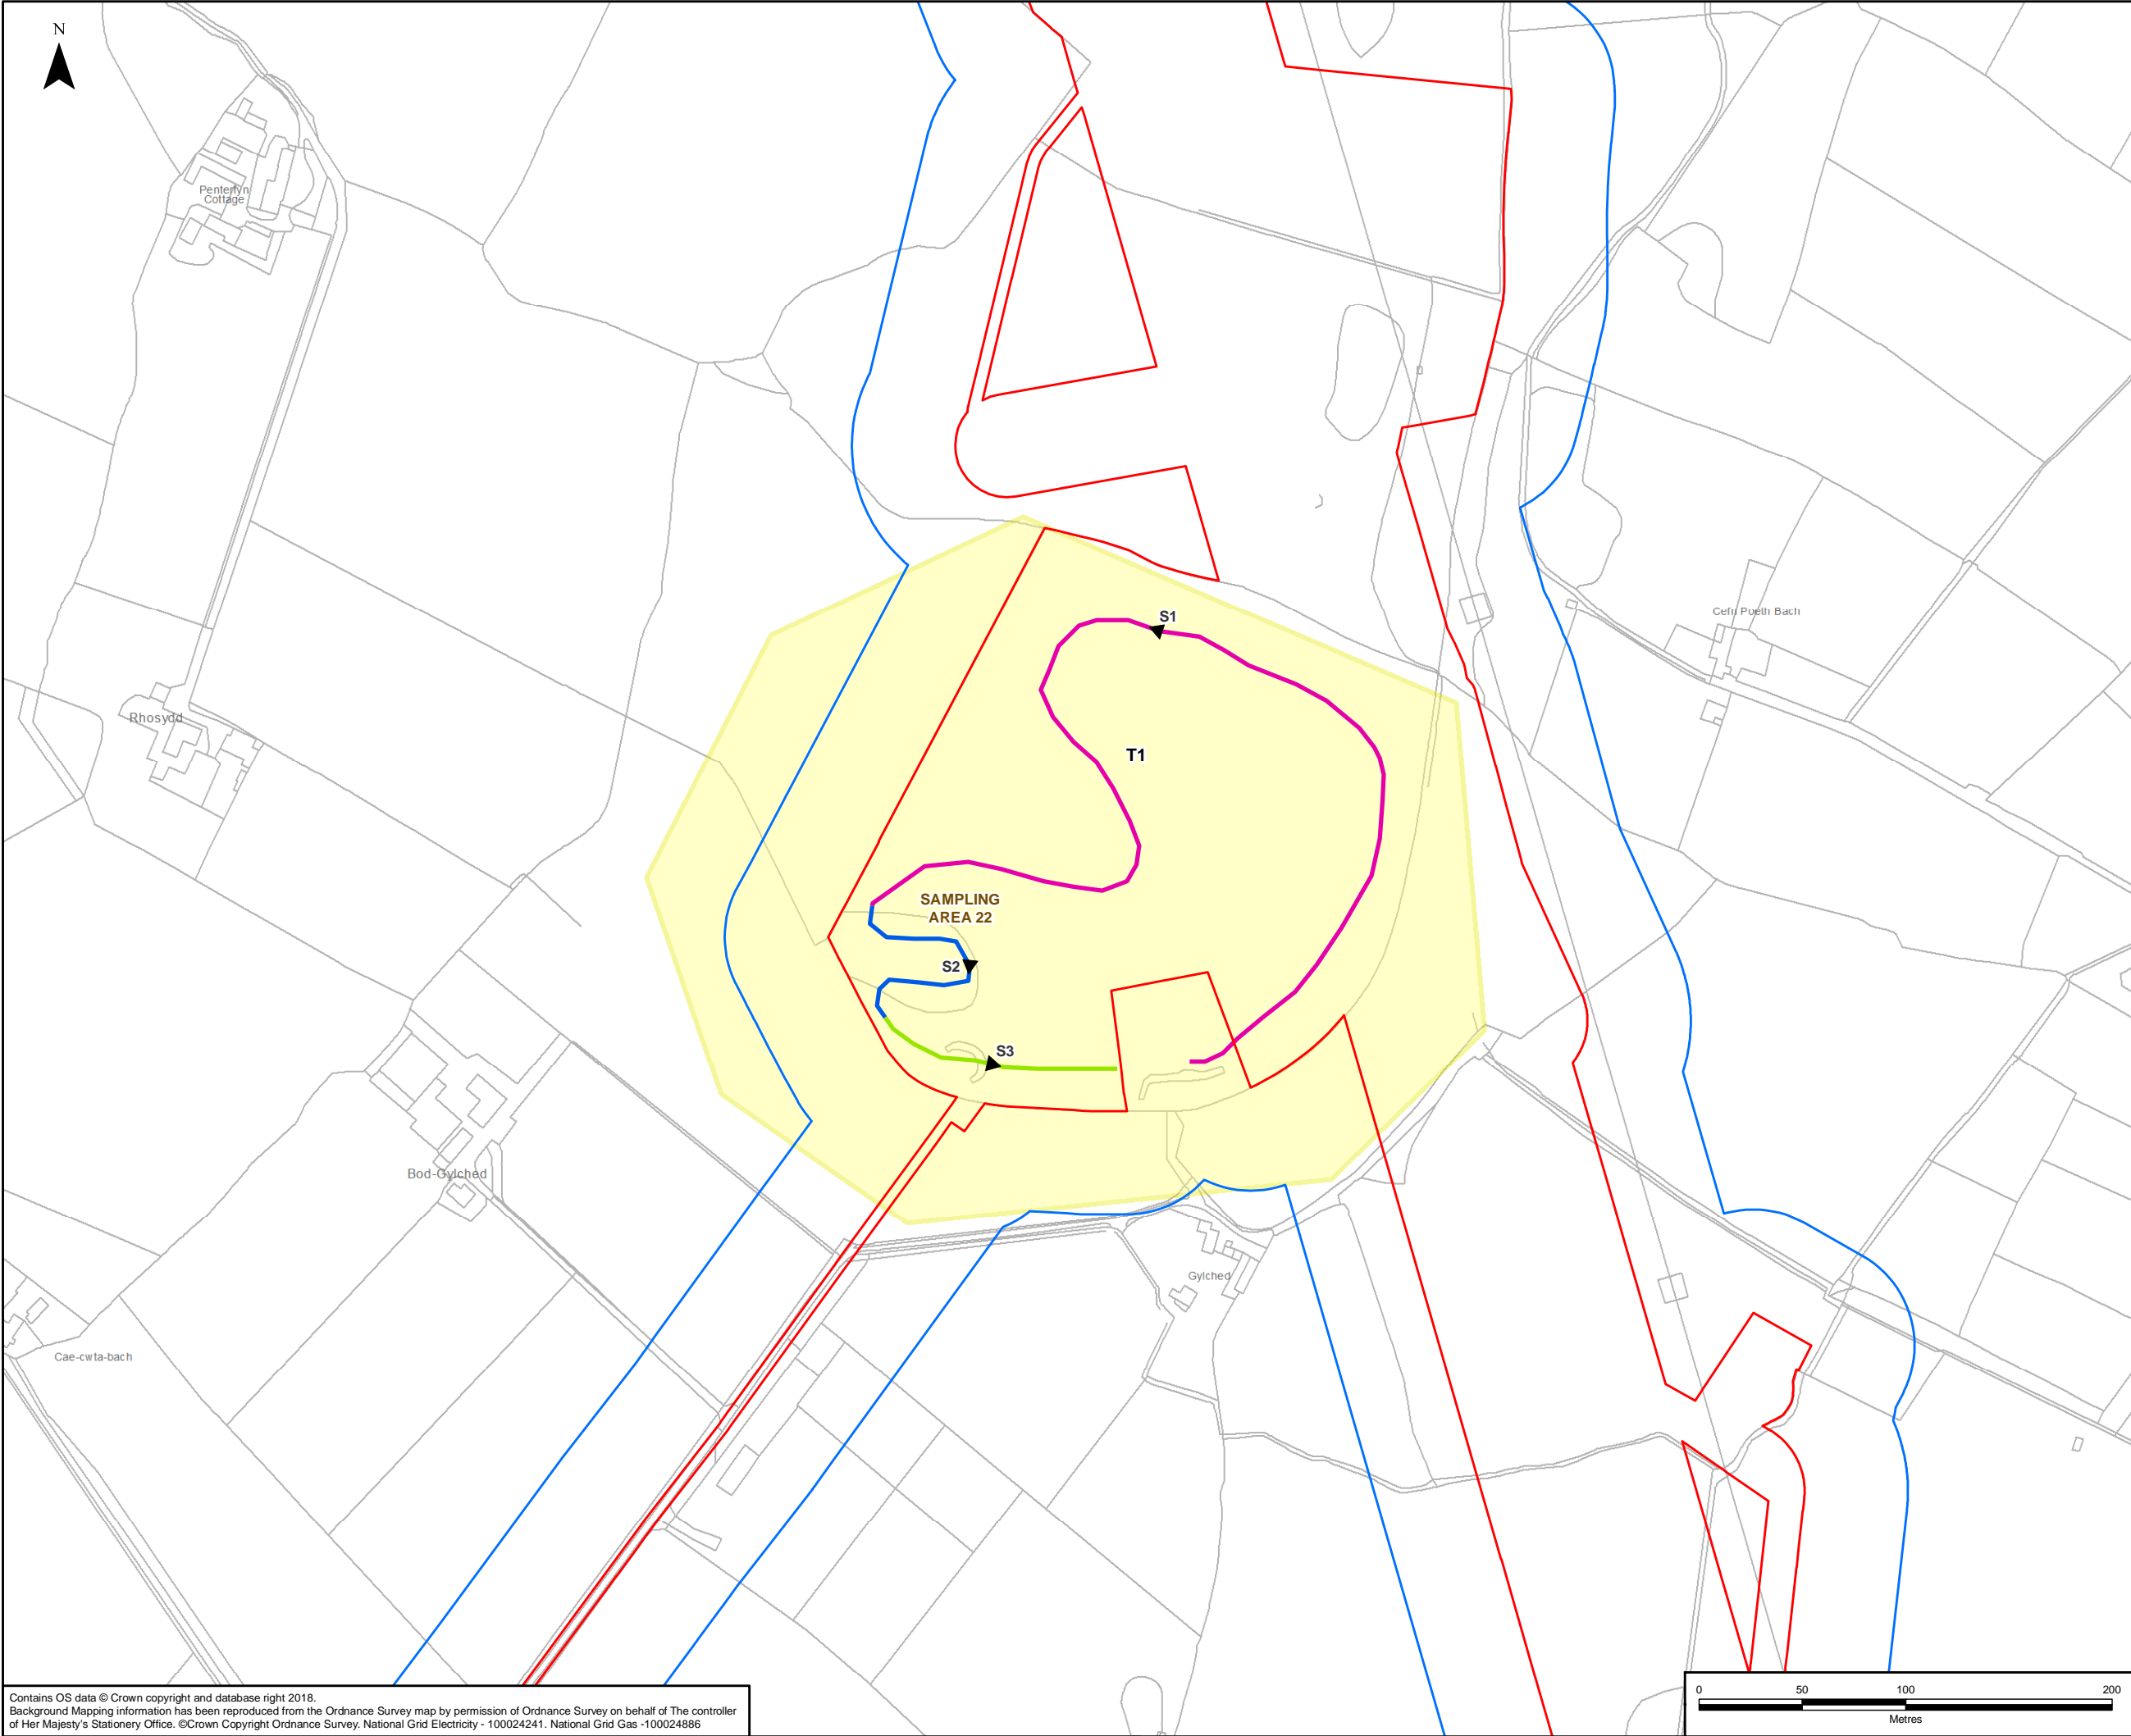 N
Penterfyn
Cottage
S1
Cefn Poeth Bach
Rhosydd
T1
SAMPLING
AREA 22
S2
S3
Bod-Gylched
Gylched
Cae-cwta-bach
Contains OS data © Crown copyright and database right 2018.
Background Mapping information has been reproduced from the Ordnance Survey map by permission of Ordnance Survey on behalf of The controller
of Her Majesty's Stationery Office. ©Crown Copyright Ordnance Survey. National Grid Electricity - 100024241. National Grid Gas -100024886
0 50 100 200
Metres